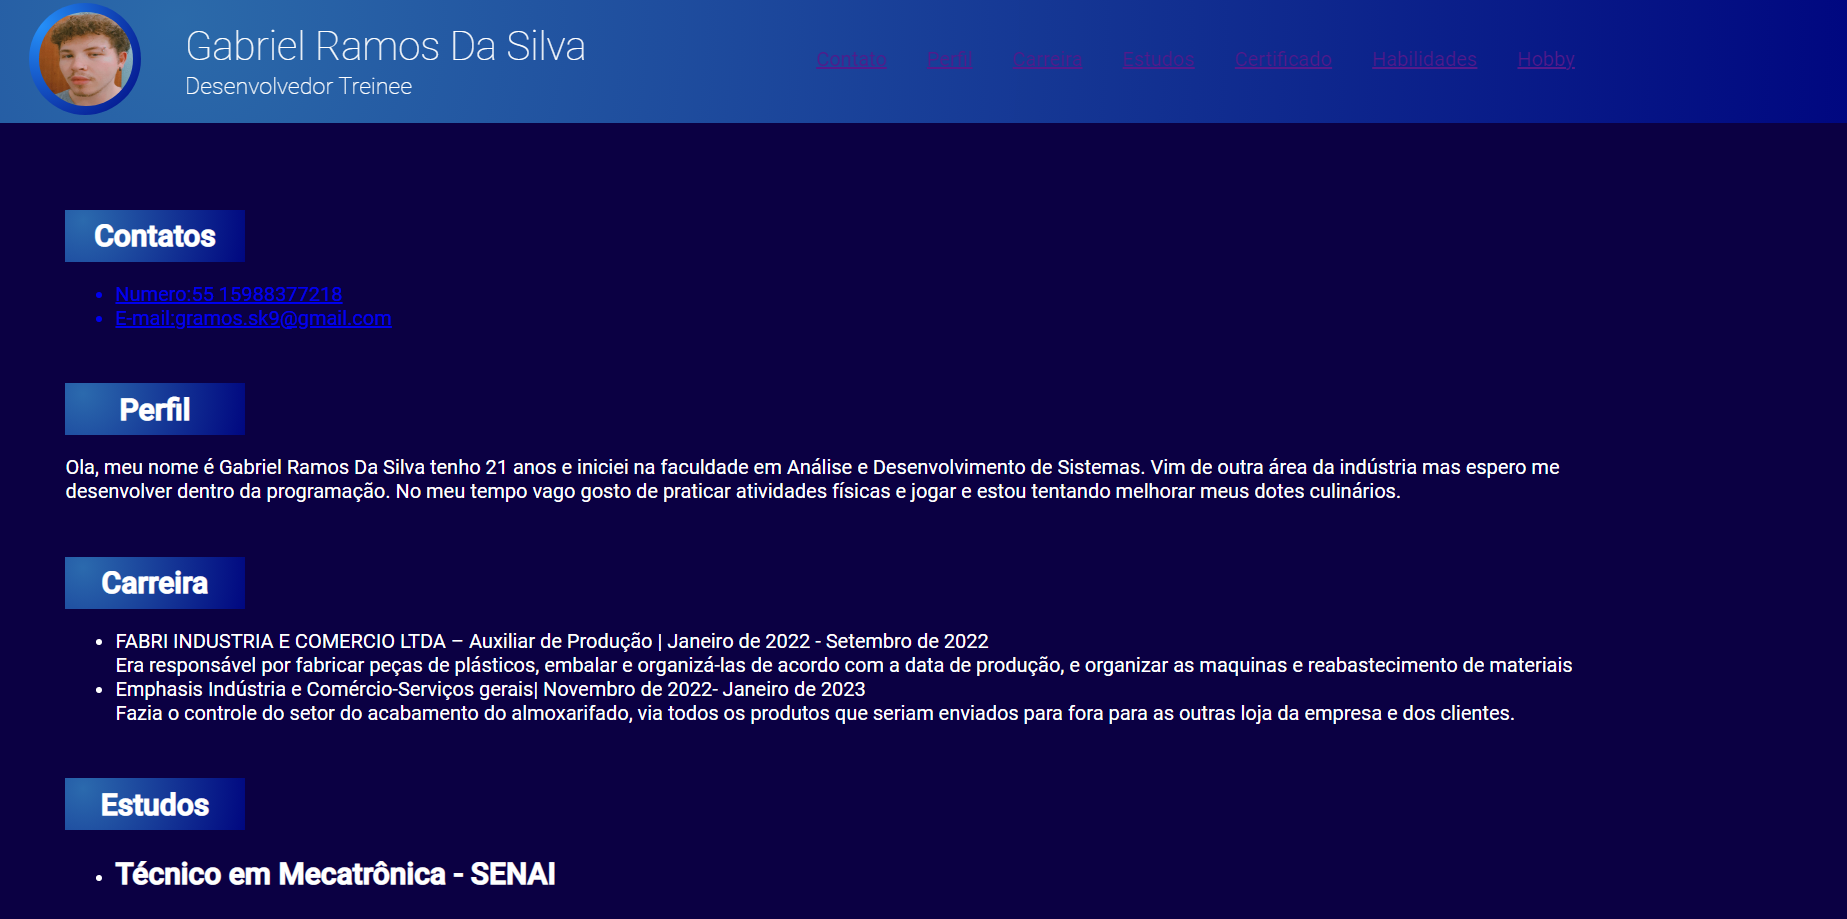 Gabriel Ramos Da Silva
Desenvolvedor Treinee
Contato Perfil Carreira Estudos Certificado Habilidades Hobby
Contatos
Numero:55 15988377218
E-mail:gramos.sk9@gmail.com
Perfil
Ola, meu nome é Gabriel Ramos Da Silva tenho 21 anos e iniciei na faculdade em Análise e Desenvolvimento de Sistemas. Vim de outra área da indústria mas espero me
desenvolver dentro da programação. No meu tempo vago gosto de praticar atividades físicas e jogar e estou tentando melhorar meus dotes culinários.
Carreira
FABRI INDUSTRIA E COMERCIO LTDA – Auxiliar de Produção | Janeiro de 2022 - Setembro de 2022
Era responsável por fabricar peças de plásticos, embalar e organizá-las de acordo com a data de produção, e organizar as maquinas e reabastecimento de materiais
Emphasis Indústria e Comércio-Serviços gerais| Novembro de 2022- Janeiro de 2023
Fazia o controle do setor do acabamento do almoxarifado, via todos os produtos que seriam enviados para fora para as outras loja da empresa e dos clientes.
Estudos
Técnico em Mecatrônica - SENAI